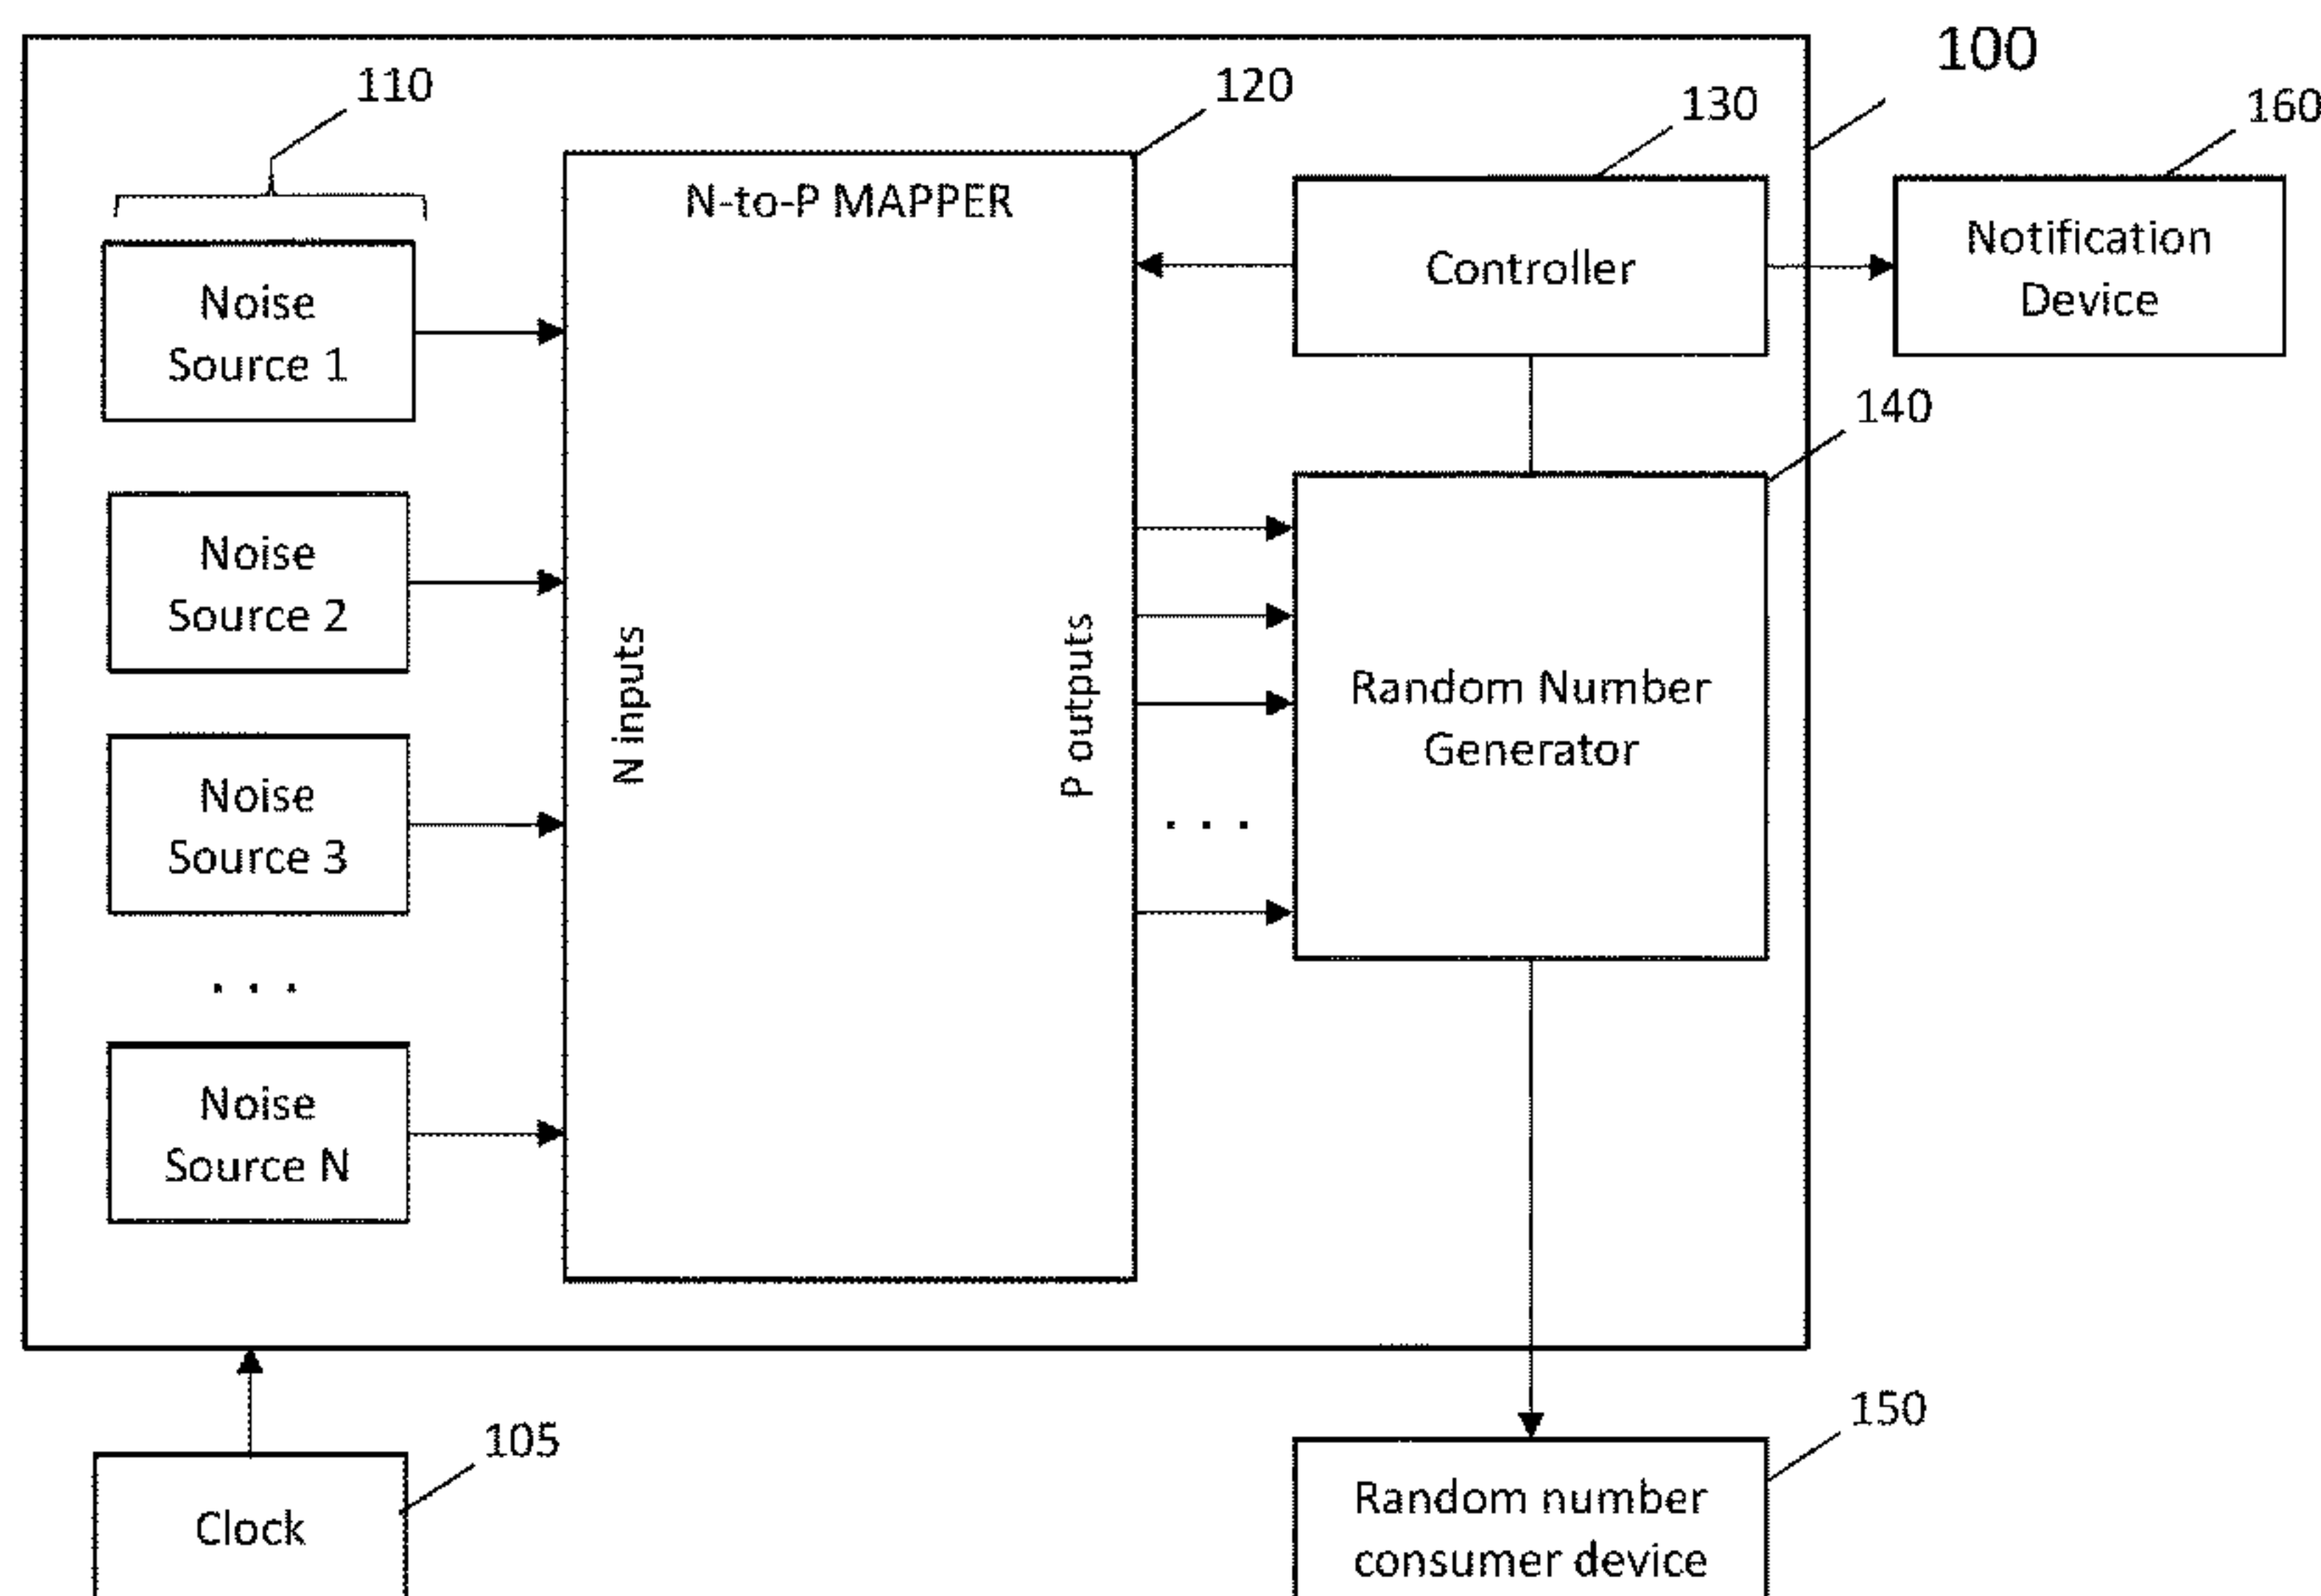 100
110
120
130
160
N-to-P MAPPER
Controller
Notification
Device
Noise
Source 1
140
Noise
Source 2
N inputs
P outputs
Random Number
Generator
Noise
Source 3
. . .
. . .
Noise
Source N
105
150
Clock
Random number
consumer device